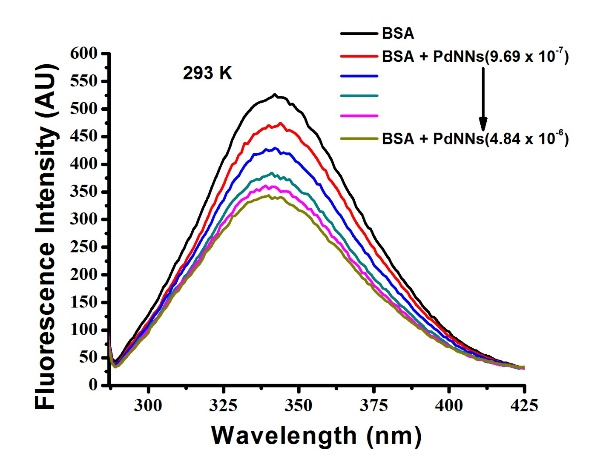 BSA
BSA + PdNNs(9.69 x 10⁻⁷)
BSA + PdNNs(4.84 x 10⁻⁶)
293 K
Fluorescence Intensity (AU)
600
550
500
450
400
350
300
250
200
150
100
50
0
300 325 350 375 400 425
Wavelength (nm)